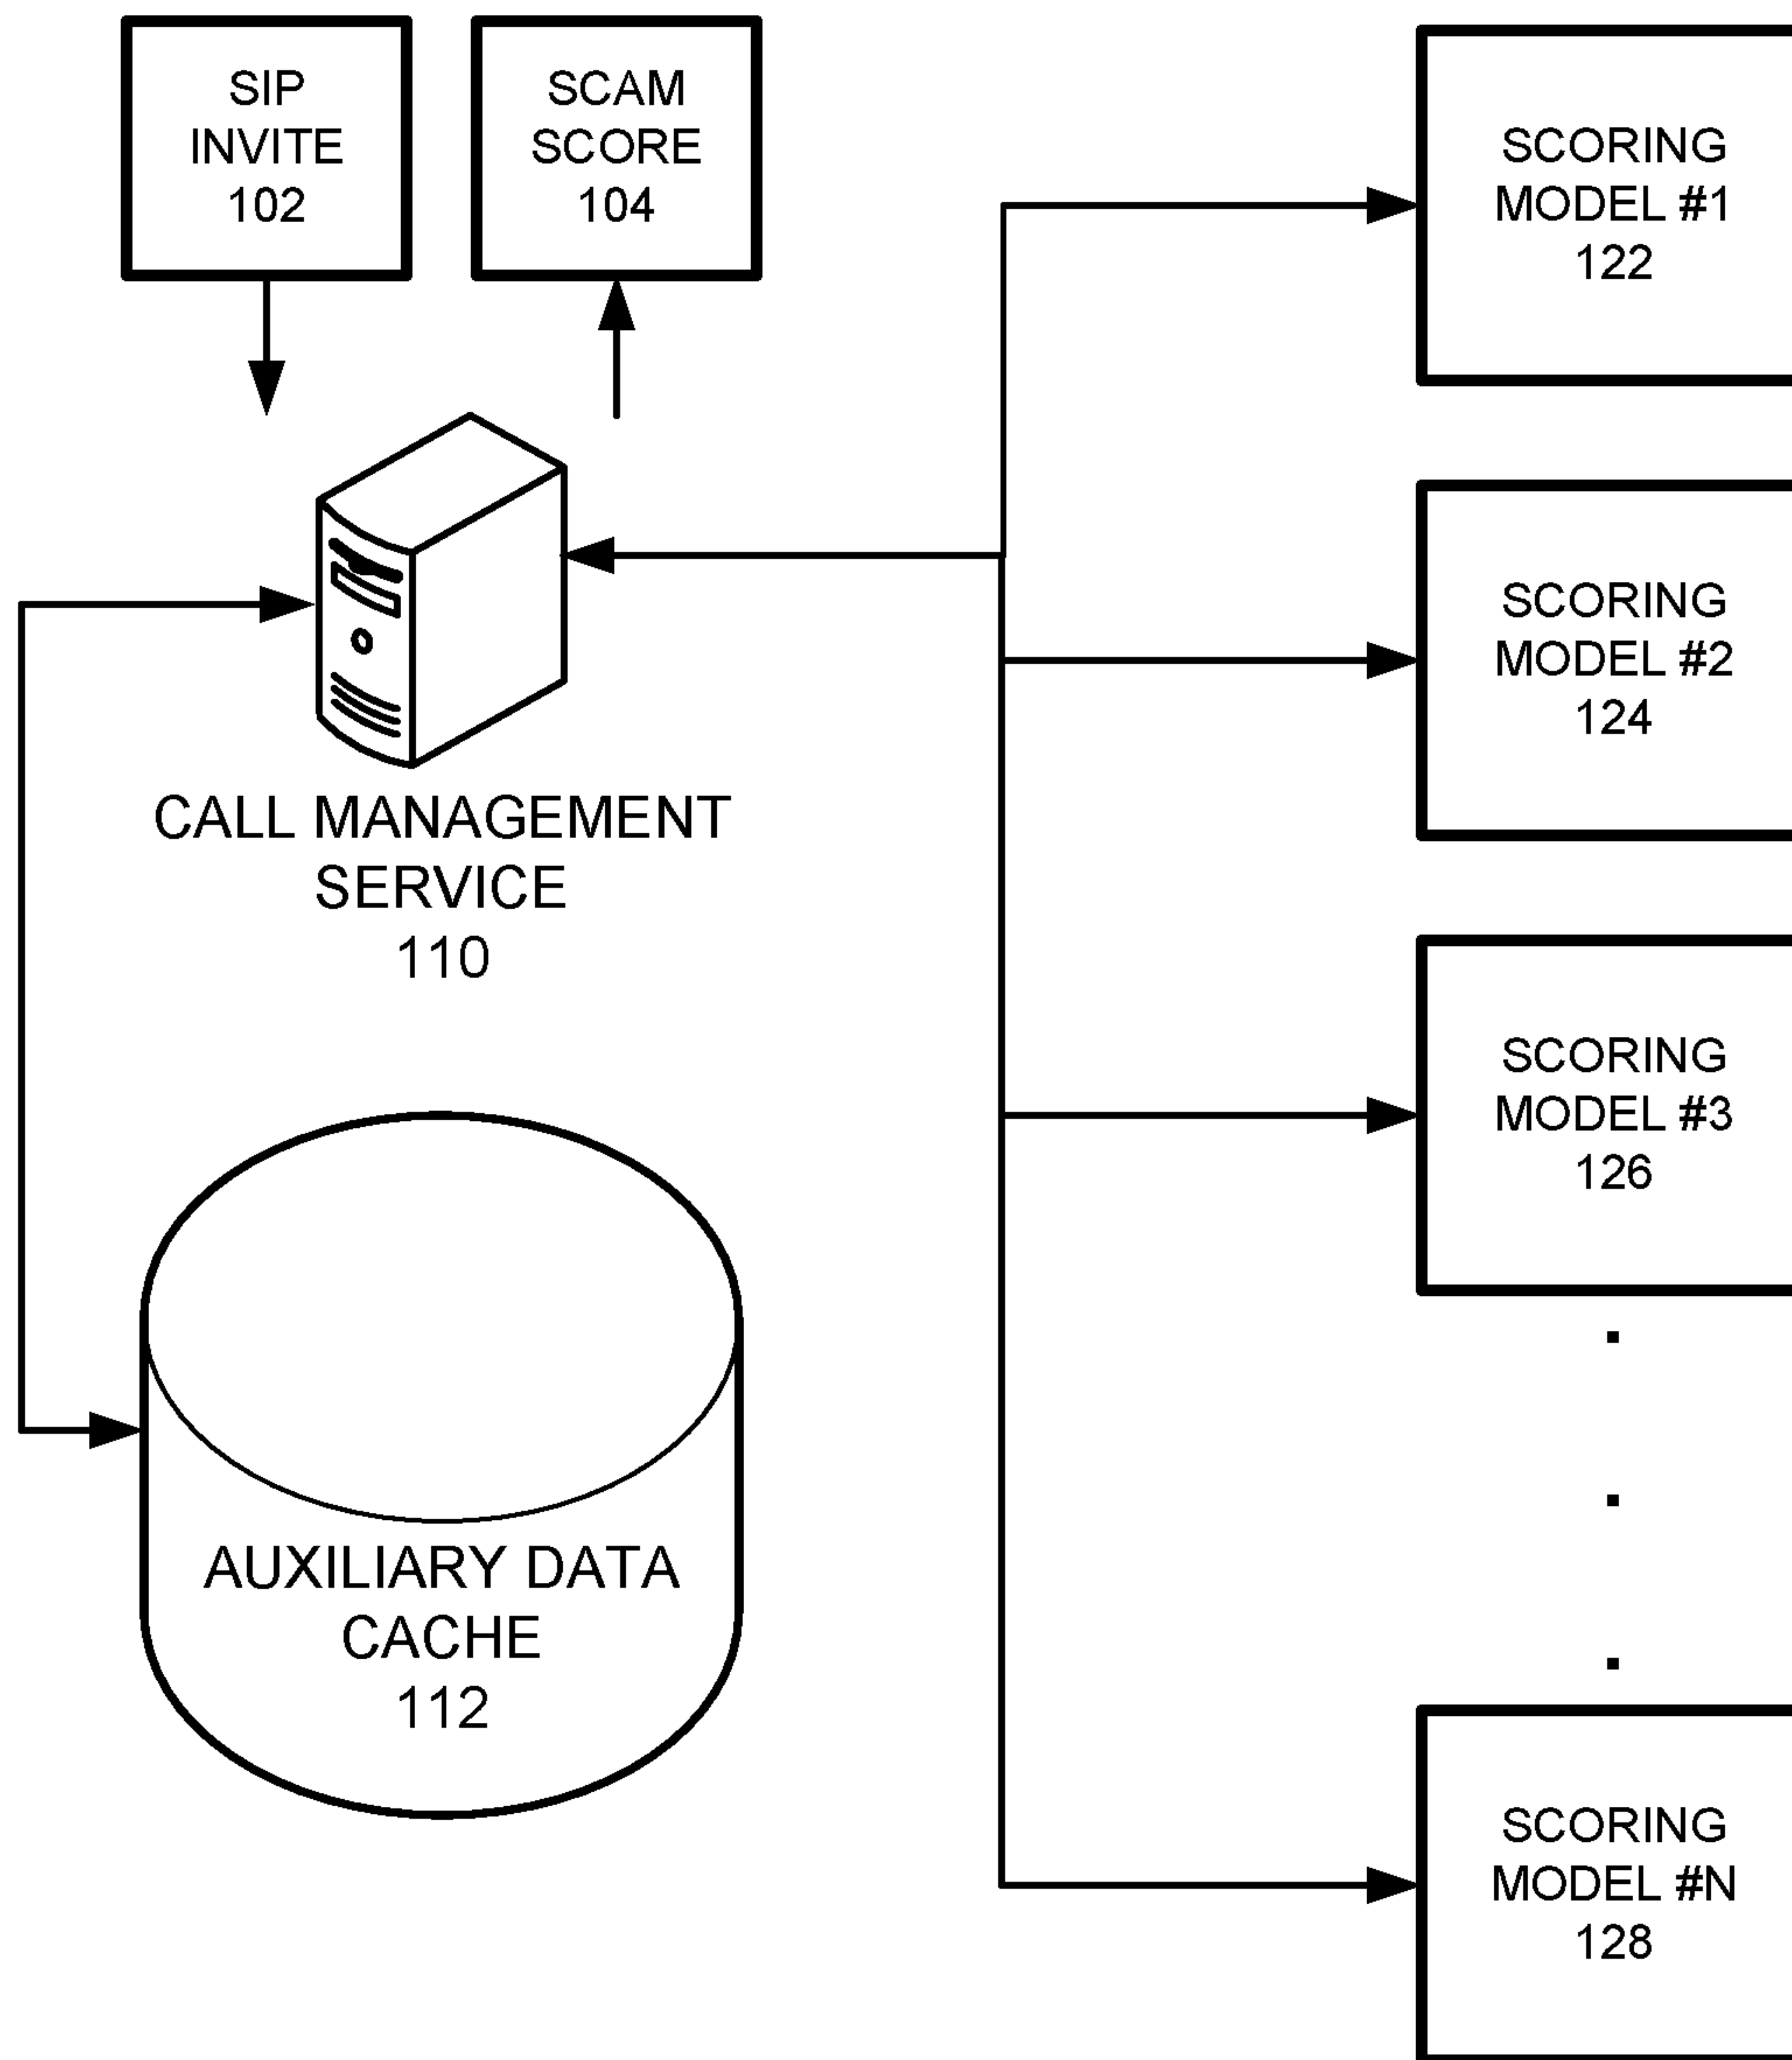 SIP
INVITE
102
SCAM
SCORE
104
SCORING
MODEL #1
122
SCORING
MODEL #2
124
CALL MANAGEMENT
SERVICE
110
SCORING
MODEL #3
126
AUXILIARY DATA
CACHE
112
SCORING
MODEL #N
128